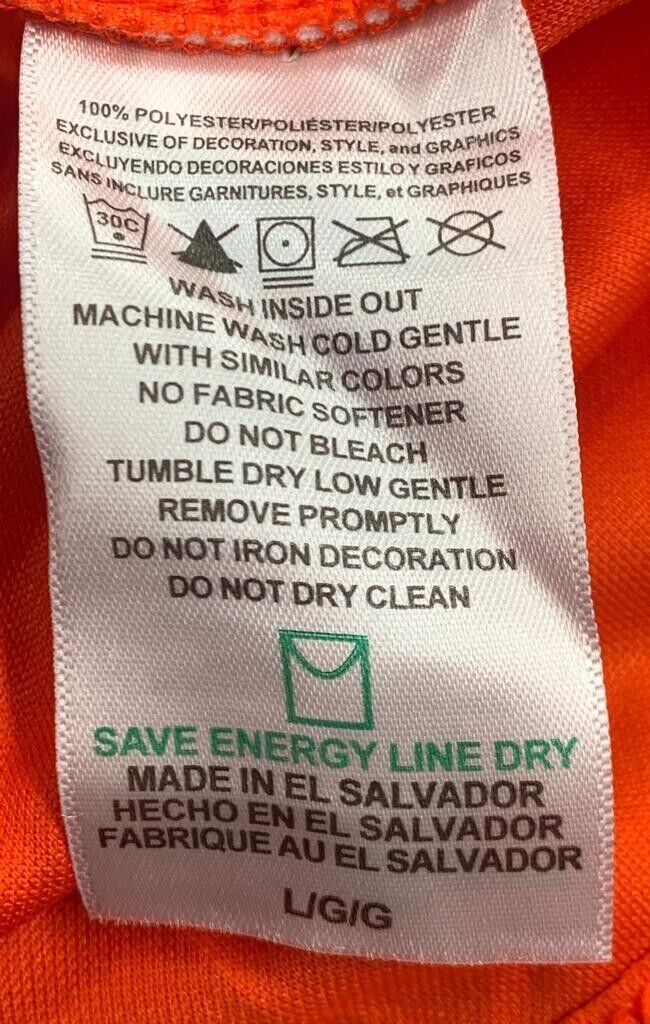 100% POLYESTER/POLIÉSTER/POLYESTER
EXCLUSIVE OF DECORATION, STYLE, and GRAPHICS
EXCLUYENDO DECORACIONES ESTILO Y GRAFICOS
SANS INCLURE GARNITURES, STYLE, et GRAPHIQUES
30C
WASH INSIDE OUT
MACHINE WASH COLD GENTLE
WITH SIMILAR COLORS
NO FABRIC SOFTENER
DO NOT BLEACH
TUMBLE DRY LOW GENTLE
REMOVE PROMPTLY
DO NOT IRON DECORATION
DO NOT DRY CLEAN
SAVE ENERGY LINE DRY
MADE IN EL SALVADOR
HECHO EN EL SALVADOR
FABRIQUE AU EL SALVADOR
L/G/G